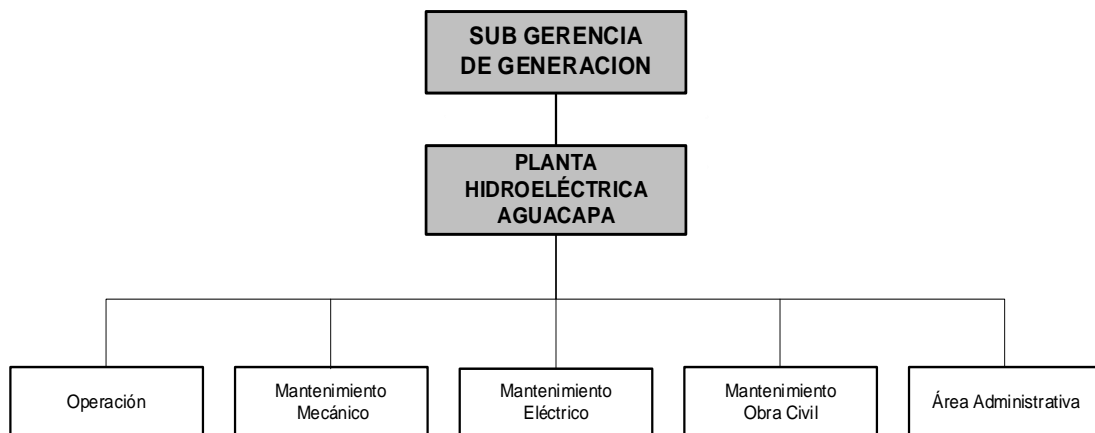 SUB GERENCIA
DE GENERACION
PLANTA
HIDROELÉCTRICA
AGUACAPA
Operación
Mantenimiento
Mecánico
Mantenimiento
Eléctrico
Mantenimiento
Obra Civil
Área Administrativa